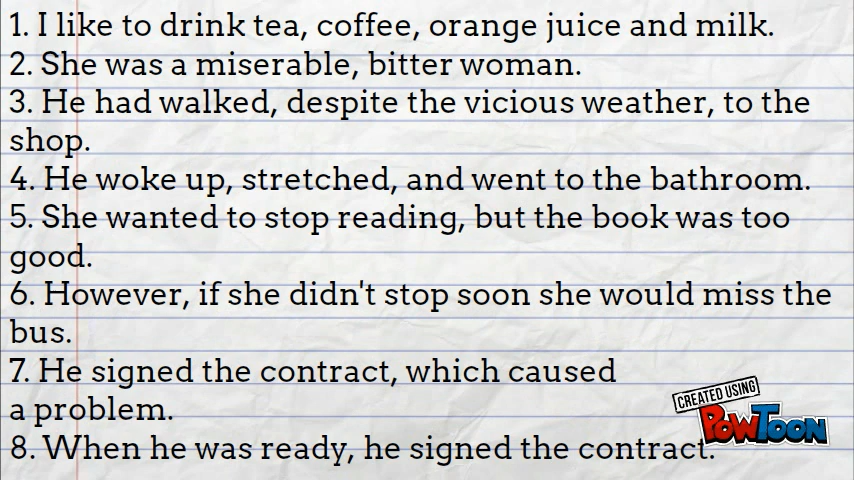 1. I like to drink tea, coffee, orange juice and milk.
2. She was a miserable, bitter woman.
3. He had walked, despite the vicious weather, to the
shop.
4. He woke up, stretched, and went to the bathroom.
5. She wanted to stop reading, but the book was too
good.
6. However, if she didn't stop soon she would miss the
bus.
7. He signed the contract, which caused
a problem.
8. When he was ready, he signed the contract.
CREATED USING
POWTOON